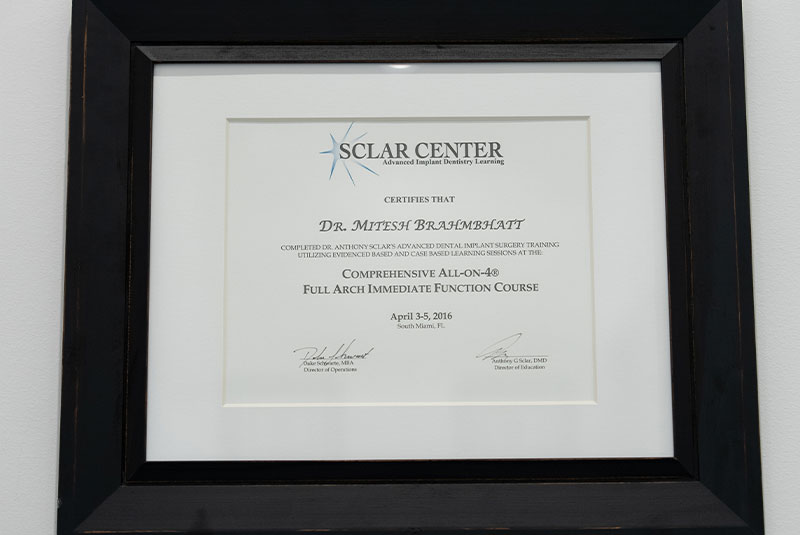 SCLAR CENTER
Advanced Implant Dentistry Learning
CERTIFIES THAT
DR. MITESH BRAHMBHATT
COMPLETED DR. ANTHONY SCLAR'S ADVANCED DENTAL IMPLANT SURGERY TRAINING
UTILIZING EVIDENCED BASED AND CASE BASED LEARNING SESSIONS AT THE:
COMPREHENSIVE ALL-ON-4®
FULL ARCH IMMEDIATE FUNCTION COURSE
April 3-5, 2016
South Miami, FL
MBA
Director of Operations
Anthony G Sclar, DMD
Director of Education